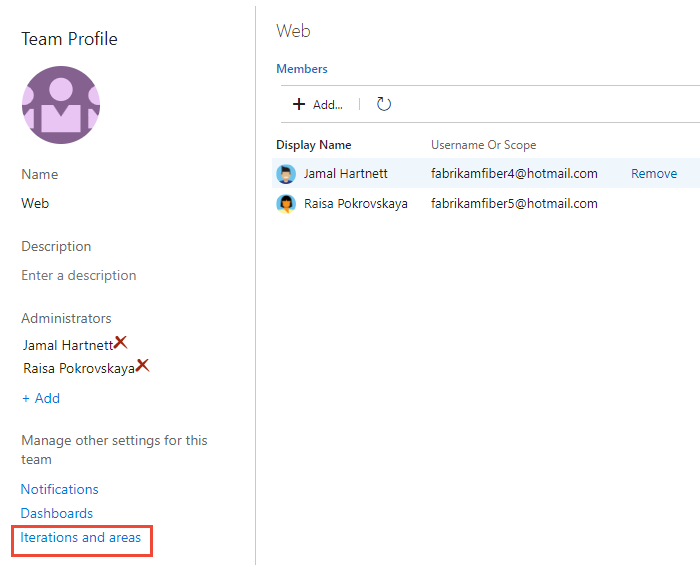 Team Profile
Name
Web
Description
Enter a description
Administrators
Jamal Hartnett
Raisa Pokrovskaya
+ Add
Manage other settings for this
team
Notifications
Dashboards
Iterations and areas
Web
Members
+ Add...
Display Name Username Or Scope
Jamal Hartnett fabrikamfiber4@hotmail.com Remove
Raisa Pokrovskaya fabrikamfiber5@hotmail.com